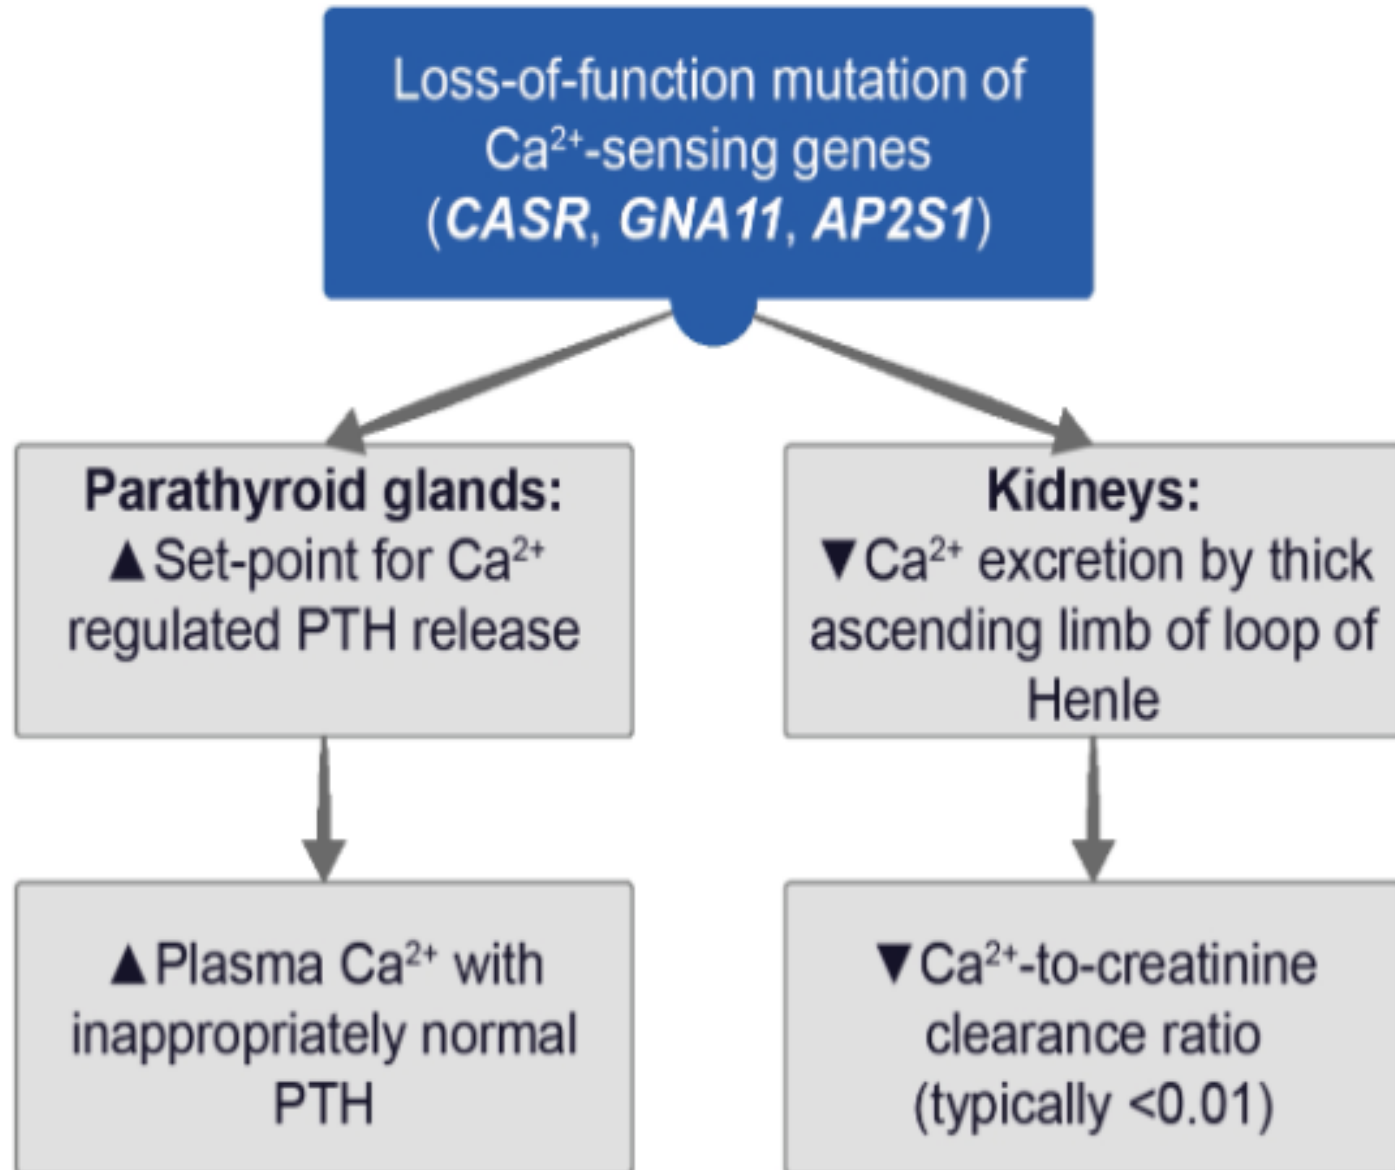 Loss-of-function mutation of
Ca²⁺-sensing genes
(CASR, GNA11, AP2S1)
Parathyroid glands:
▲Set-point for Ca²⁺
regulated PTH release
Kidneys:
▼Ca²⁺ excretion by thick
ascending limb of loop of
Henle
▲Plasma Ca²⁺ with
inappropriately normal
PTH
▼Ca²⁺-to-creatinine
clearance ratio
(typically <0.01)